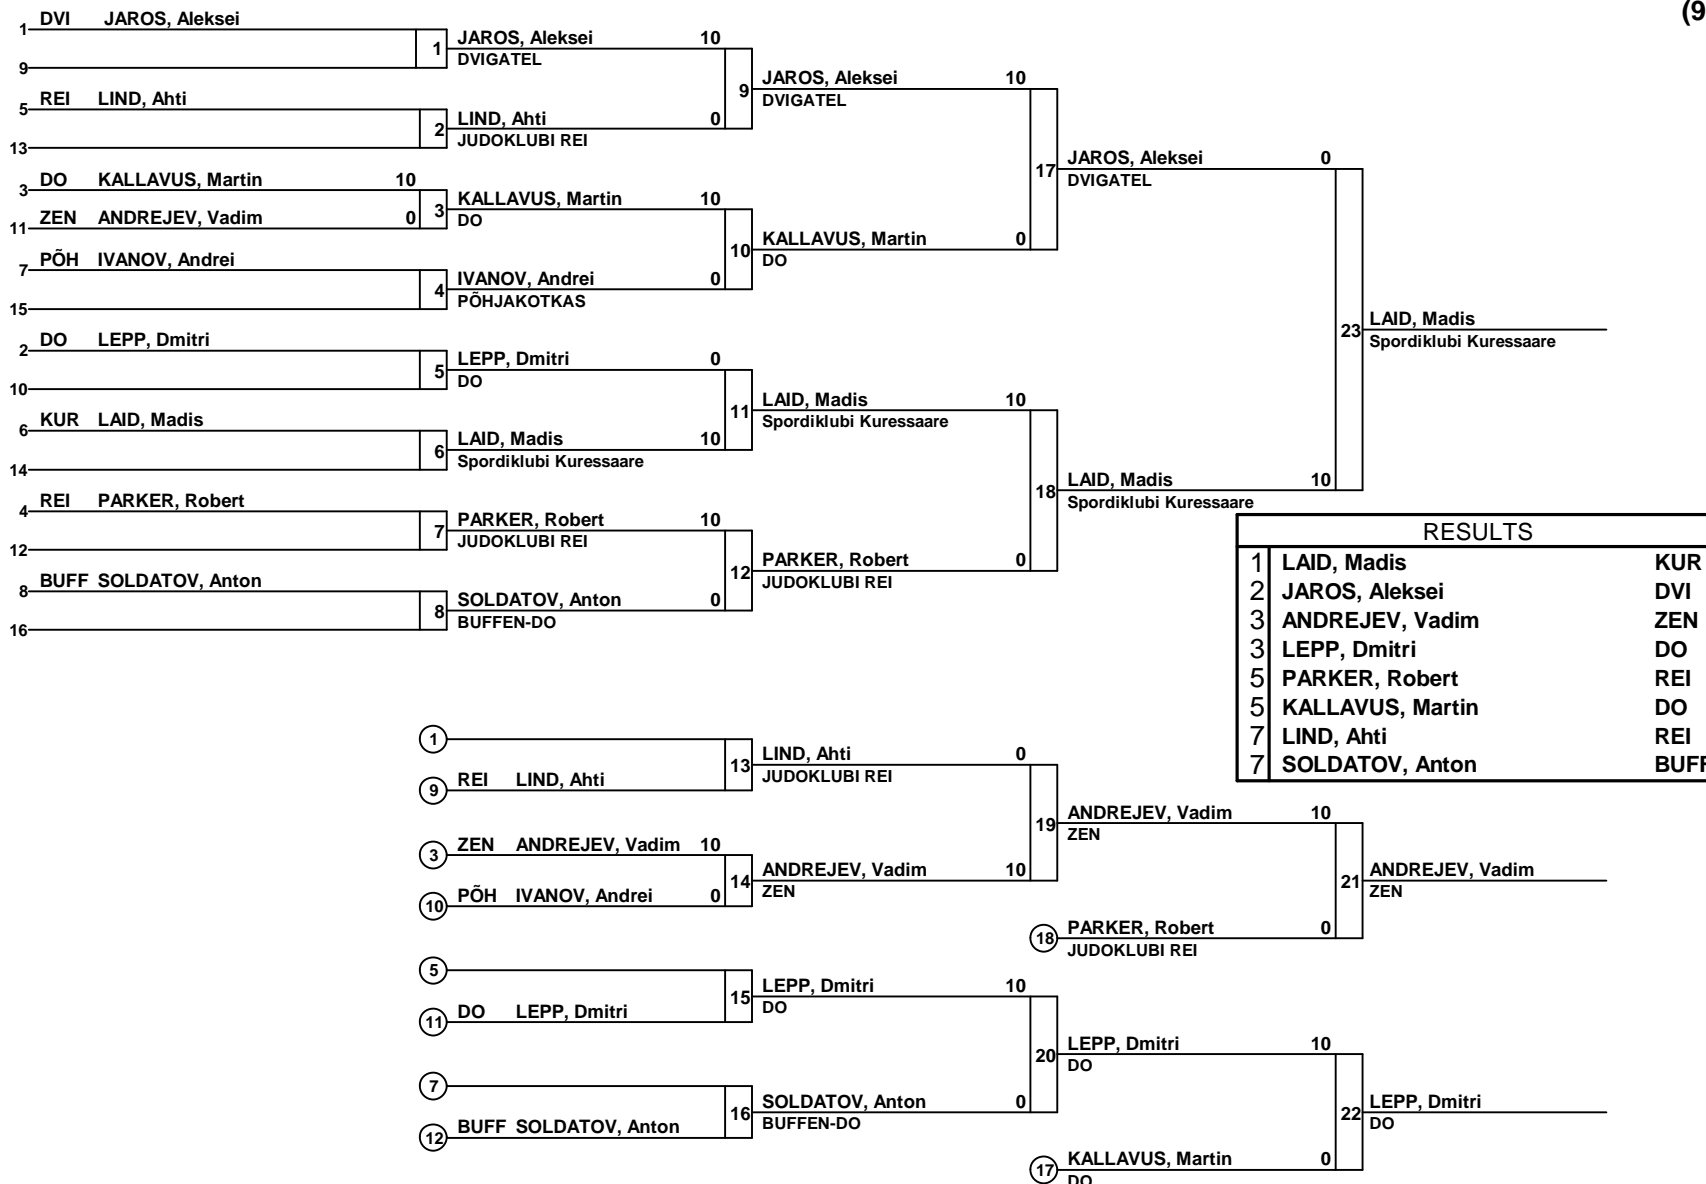 (9
1 DVI JAROS, Aleksei
9
1 JAROS, Aleksei 10
DVIGATEL
5 REI LIND, Ahti
13
2 LIND, Ahti 0
JUDOKLUBI REI
9 JAROS, Aleksei 10
DVIGATEL
3 DO KALLAVUS, Martin 10
11 ZEN ANDREJEV, Vadim 0
3 KALLAVUS, Martin 10
DO
7 PÕH IVANOV, Andrei
15
4 IVANOV, Andrei 0
PÕHJAKOTKAS
10 KALLAVUS, Martin 0
DO
17 JAROS, Aleksei 0
DVIGATEL
2 DO LEPP, Dmitri
10
5 LEPP, Dmitri 0
DO
6 KUR LAID, Madis
14
6 LAID, Madis 10
Spordiklubi Kuressaare
11 LAID, Madis 10
Spordiklubi Kuressaare
4 REI PARKER, Robert
12
7 PARKER, Robert 10
JUDOKLUBI REI
8 BUFF SOLDATOV, Anton
16
8 SOLDATOV, Anton 0
BUFFEN-DO
12 PARKER, Robert 0
JUDOKLUBI REI
18 LAID, Madis 10
Spordiklubi Kuressaare
23 LAID, Madis
Spordiklubi Kuressaare
RESULTS
1 LAID, Madis KUR
2 JAROS, Aleksei DVI
3 ANDREJEV, Vadim ZEN
3 LEPP, Dmitri DO
5 PARKER, Robert REI
5 KALLAVUS, Martin DO
7 LIND, Ahti REI
7 SOLDATOV, Anton BUFF
1
9 REI LIND, Ahti
13 LIND, Ahti 0
JUDOKLUBI REI
3 ZEN ANDREJEV, Vadim 10
10 PÕH IVANOV, Andrei 0
14 ANDREJEV, Vadim 10
ZEN
19 ANDREJEV, Vadim 10
ZEN
18 PARKER, Robert 0
JUDOKLUBI REI
21 ANDREJEV, Vadim
ZEN
5
11 DO LEPP, Dmitri
15 LEPP, Dmitri 10
DO
7
12 BUFF SOLDATOV, Anton
16 SOLDATOV, Anton 0
BUFFEN-DO
20 LEPP, Dmitri 10
DO
17 KALLAVUS, Martin 0
DO
22 LEPP, Dmitri
DO